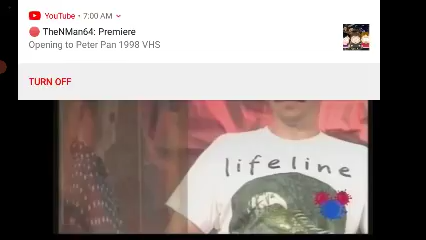 YouTube • 7:00 AM
TheNMan64: Premiere
Opening to Peter Pan 1998 VHS
TURN OFF
lifeline